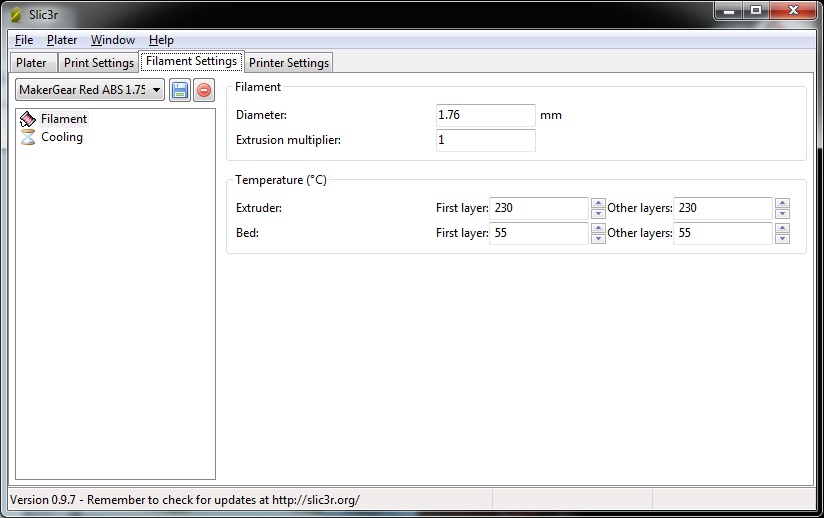 Slic3r
File Plater Window Help
Plater Print Settings Filament Settings Printer Settings
MakerGear Red ABS 1.75
Filament
Cooling
Filament
Diameter: 1.76 mm
Extrusion multiplier: 1
Temperature (°C)
Extruder: First layer: 230 Other layers: 230
Bed: First layer: 55 Other layers: 55
Version 0.9.7 - Remember to check for updates at http://slic3r.org/